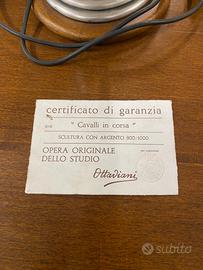 certificato di garanzia
" Cavalli in corsa "
SCULTURA CON ARGENTO 800/1000
OPERA ORIGINALE
DELLO STUDIO
Ottaviani
subito